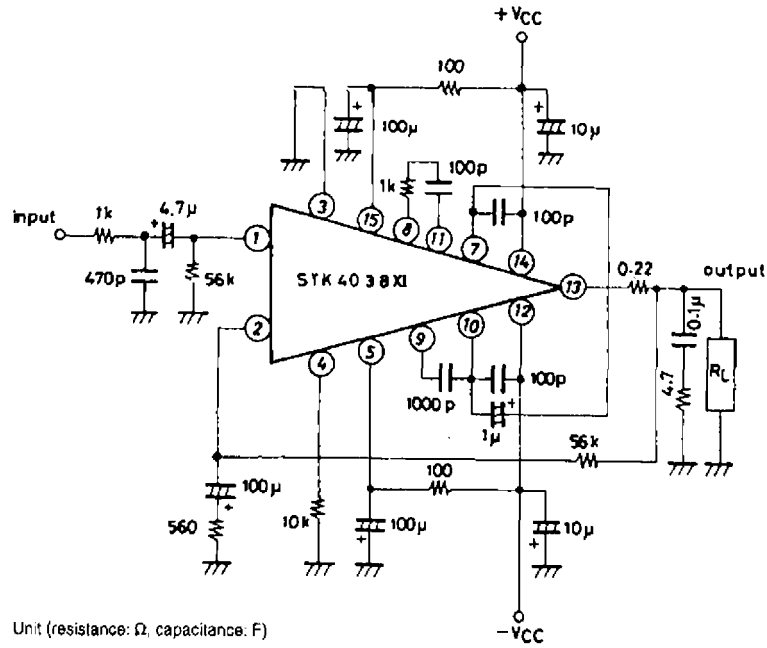 +VCC
100
100μ
10μ
100p
1k
100p
3
15
8
11
7
14
input
1k
4.7μ
1
470p
56k
STK4038XI
13
0.22
output
2
0.1μ
4.7
RL
4
5
9
10
12
1000p
100p
1μ
56k
100μ
560
10k
100
100μ
10μ
-VCC
Unit (resistance: Ω, capacitance: F)